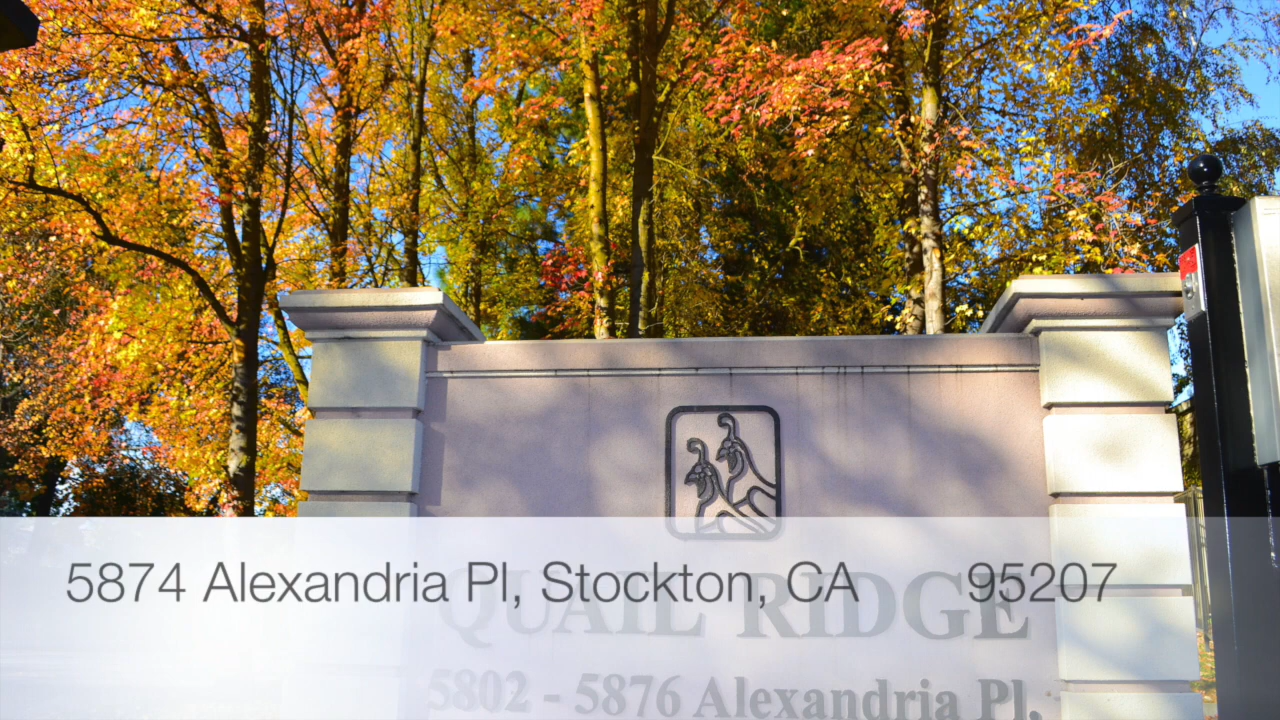 5874 Alexandria Pl, Stockton, CA 95207
QUAIL RIDGE
5802 - 5876 Alexandria Pl.